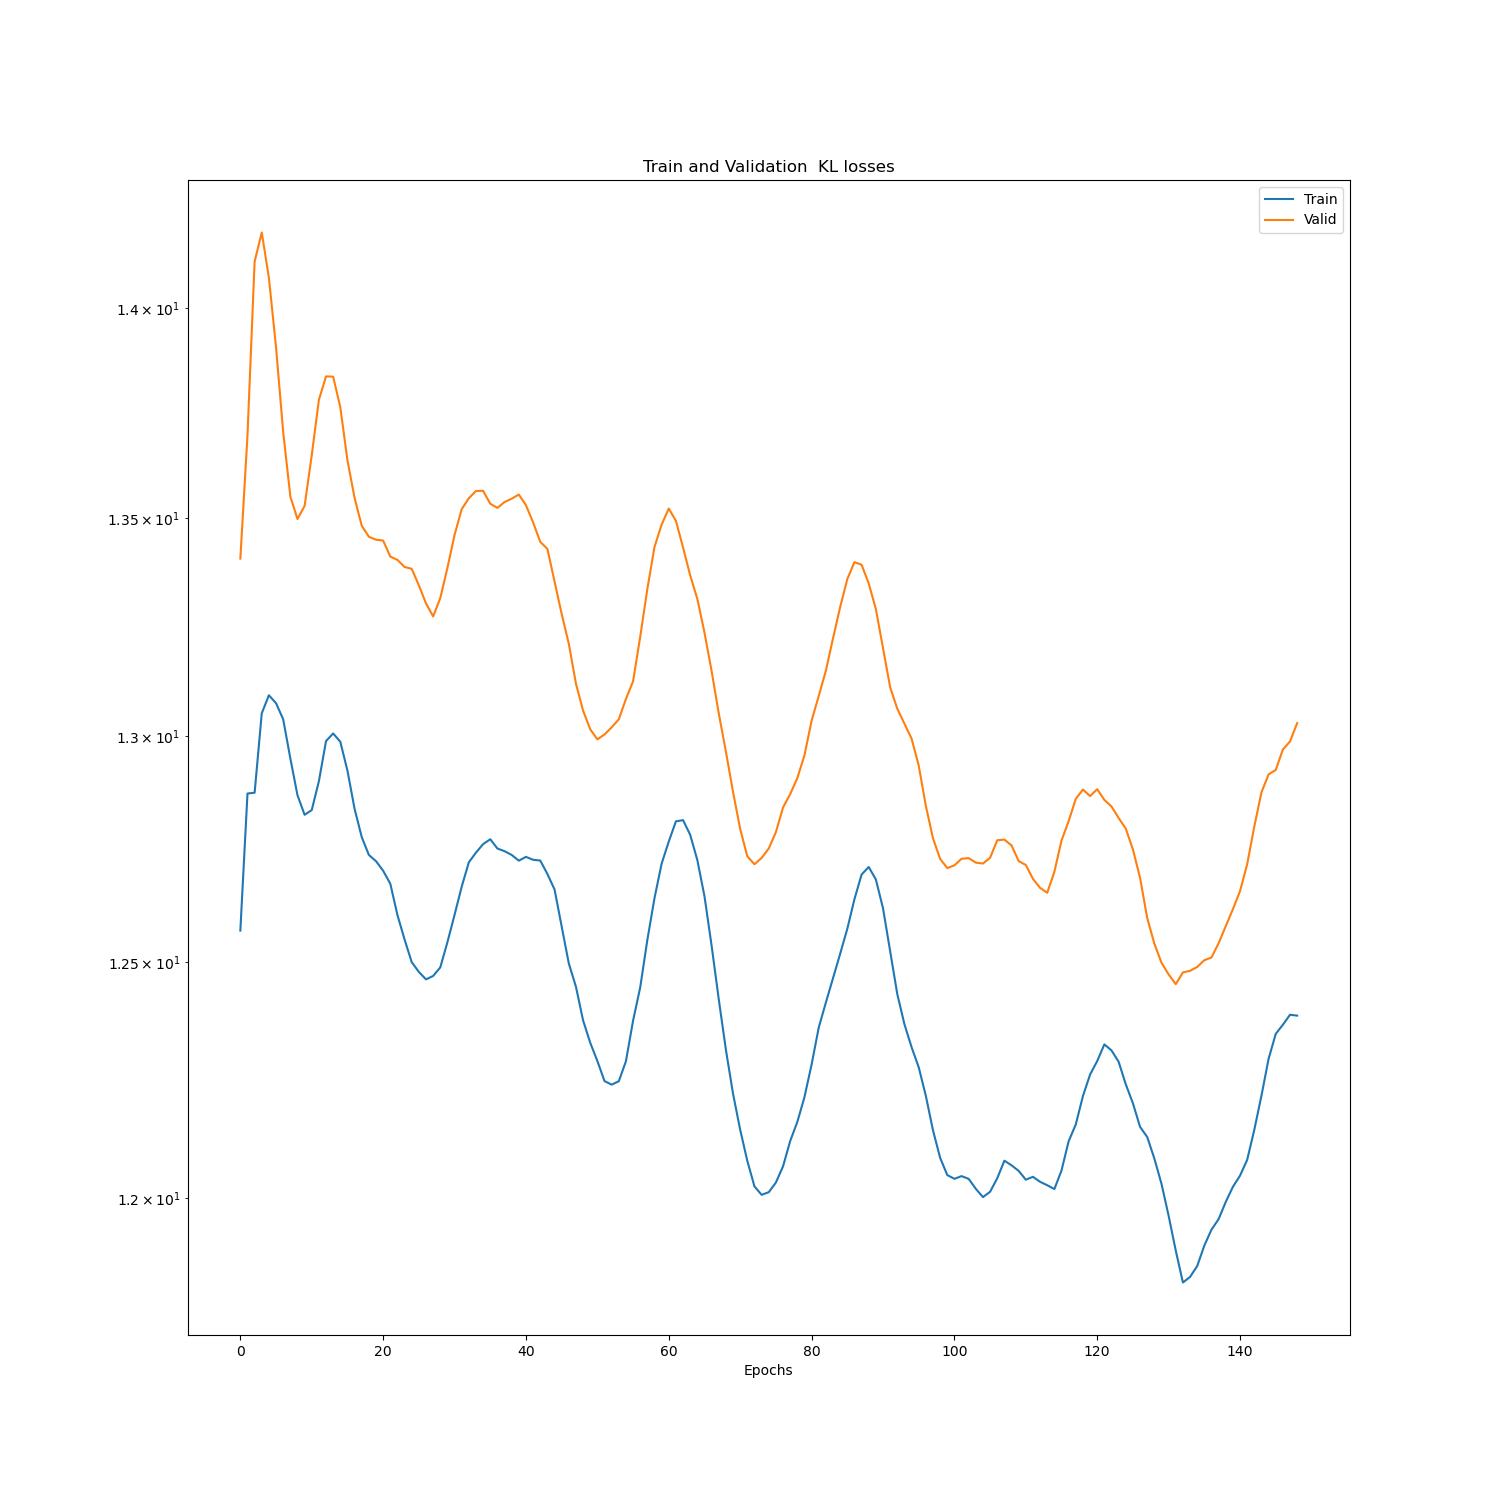 Train and Validation  KL losses
Train
Valid
1.4 × 10¹
1.35 × 10¹
1.3 × 10¹
1.25 × 10¹
1.2 × 10¹
0 20 40 60 80 100 120 140
Epochs